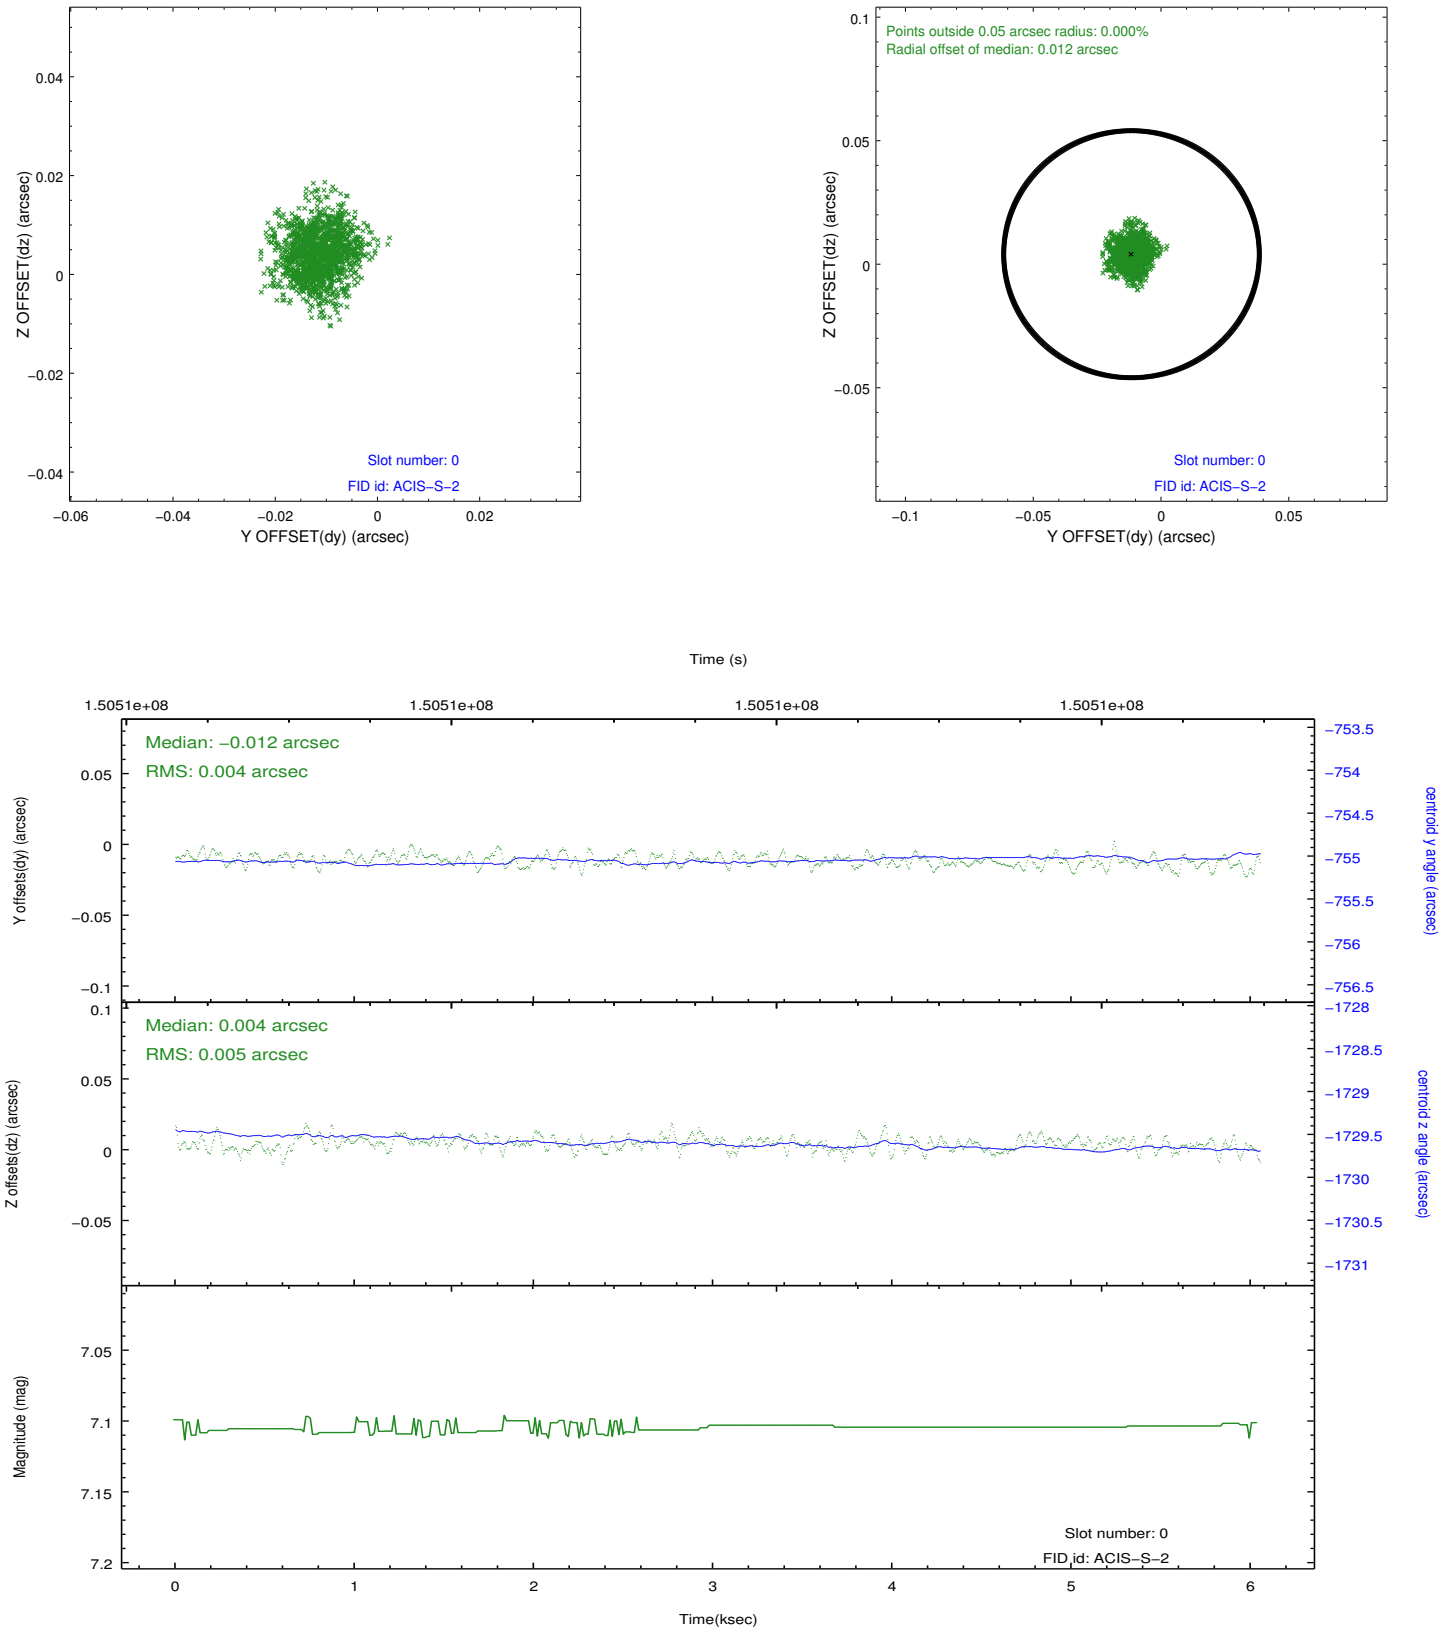 0.04
0.02
0
−0.02
−0.04
Z OFFSET(dz) (arcsec)
Slot number: 0
FID id: ACIS−S−2
−0.06
−0.04
−0.02
0
0.02
Y OFFSET(dy) (arcsec)
0.1
0.05
0
−0.05
Z OFFSET(dz) (arcsec)
Points outside 0.05 arcsec radius: 0.000%
Radial offset of median: 0.012 arcsec
Slot number: 0
FID id: ACIS−S−2
−0.1
−0.05
0
0.05
Y OFFSET(dy) (arcsec)
Time (s)
1.5051e+08
1.5051e+08
1.5051e+08
1.5051e+08
Median: −0.012 arcsec
RMS: 0.004 arcsec
0.05
0
−0.05
−0.1
Y offsets(dy) (arcsec)
−753.5
−754
−754.5
−755
−755.5
−756
−756.5
centroid y angle (arcsec)
Median: 0.004 arcsec
RMS: 0.005 arcsec
0.1
0.05
0
−0.05
Z offsets(dz) (arcsec)
−1728
−1728.5
−1729
−1729.5
−1730
−1730.5
−1731
centroid z angle (arcsec)
7.05
7.1
7.15
7.2
Magnitude (mag)
Slot number: 0
FID id: ACIS−S−2
0
1
2
3
4
5
6
Time(ksec)